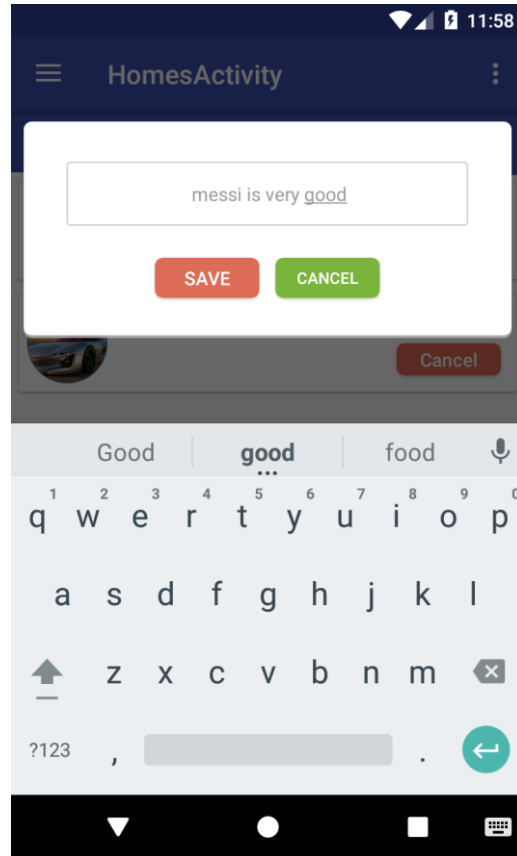 11:58
HomesActivity
messi is very good
SAVE CANCEL
Cancel
Good good food
1 2 3 4 5 6 7 8 9 0
q w e r t y u i o p
a s d f g h j k l
z x c v b n m
?123 , .